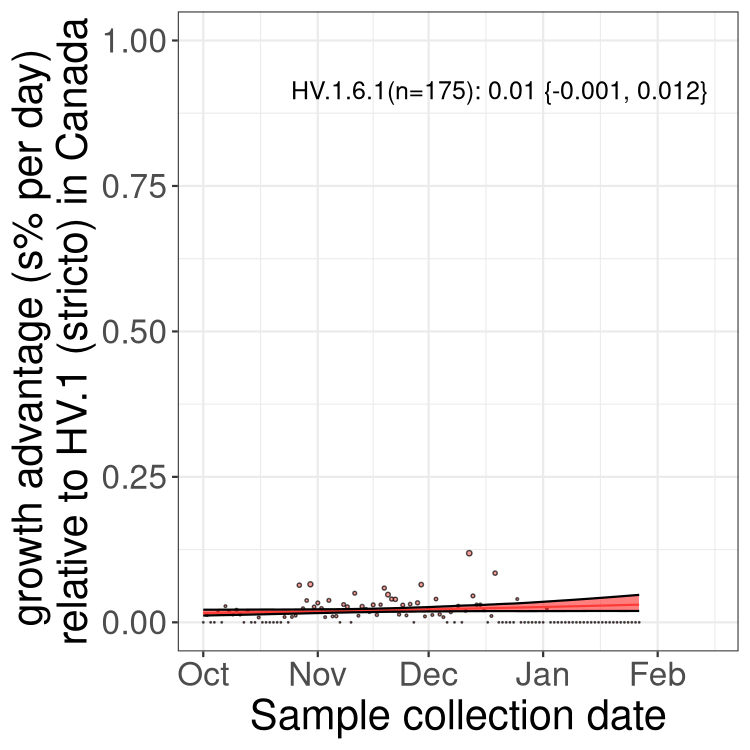 growth advantage (s% per day)
relative to HV.1 (stricto) in Canada
1.00
0.75
0.50
0.25
0.00
HV.1.6.1(n=175): 0.01 {-0.001, 0.012}
Oct Nov Dec Jan Feb
Sample collection date